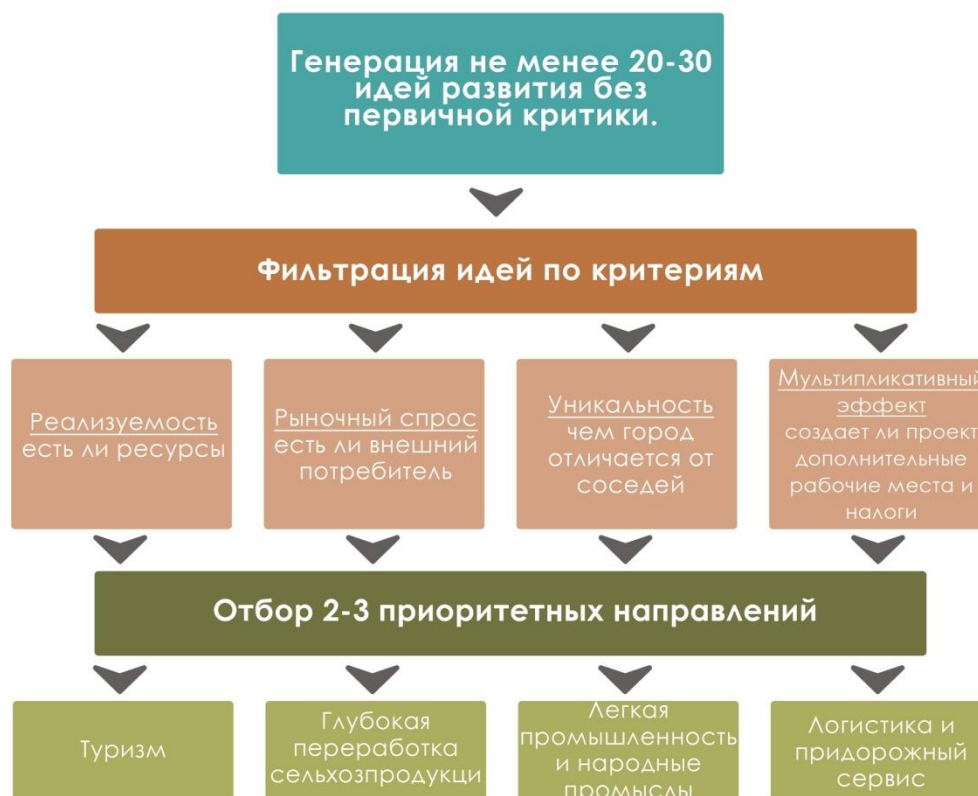 Генерация не менее 20-30
идей развития без
первичной критики.
Фильтрация идей по критериям
Реализуемость
есть ли ресурсы
Рыночный спрос
есть ли внешний
потребитель
Уникальность
чем город
отличается от
соседей
Мультипликативный
эффект
создает ли проект
дополнительные
рабочие места и
налоги
Отбор 2-3 приоритетных направлений
Туризм
Глубокая
переработка
сельхозпродукци
Легкая
промышленность
и народные
промыслы
Логистика и
придорожный
сервис